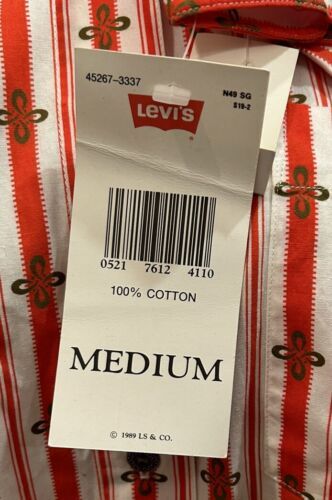 45267-3337
N49 SG
S19-2
Levi's
0521 7612 4110
100% COTTON
MEDIUM
© 1989 LS & CO.